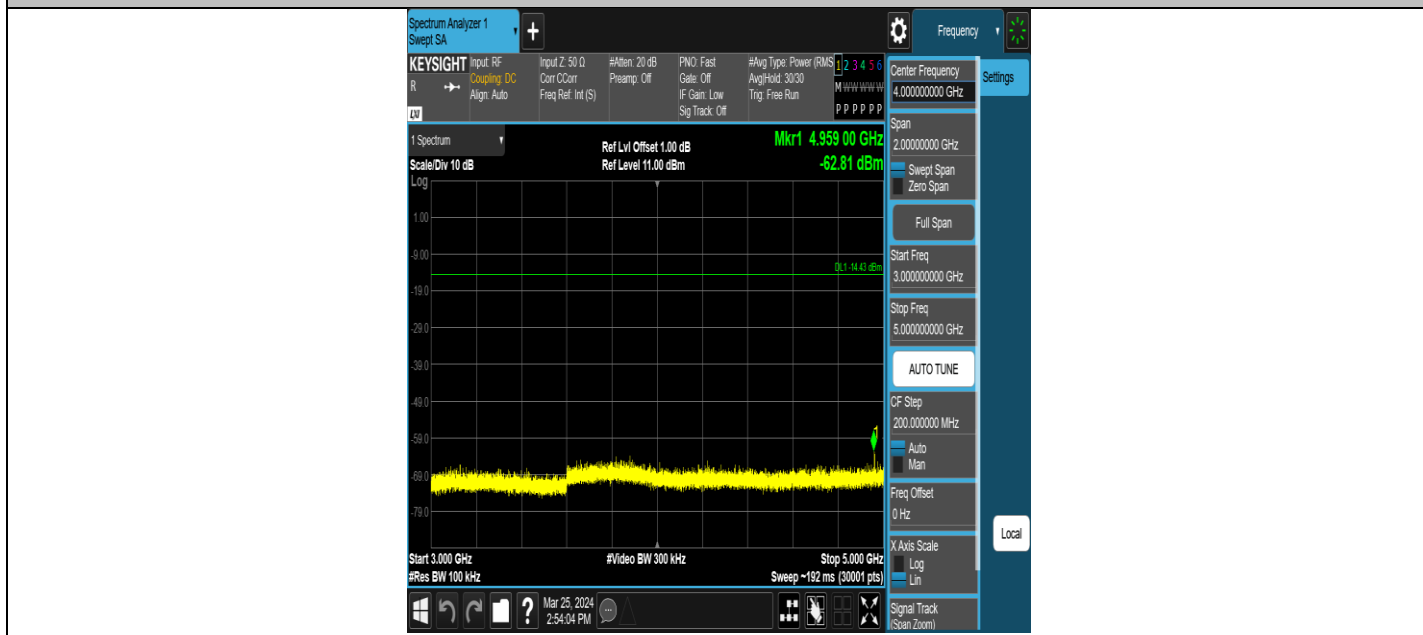 Spectrum Analyzer 1
Swept SA
+
Frequency
KEYSIGHT
R
LXI
Input: RF
Coupling: DC
Align: Auto
Input Z: 50 Ω
Corr CCorr
Freq Ref: Int (S)
#Atten: 20 dB
Preamp: Off
PNO: Fast
Gate: Off
IF Gain: Low
Sig Track: Off
#Avg Type: Power (RMS
Avg|Hold: 30/30
Trig: Free Run
1 2 3 4 5 6
M W W W W W
P P P P P P
Center Frequency
4.000000000 GHz
Settings
Span
2.00000000 GHz
Swept Span
Zero Span
Full Span
Start Freq
3.000000000 GHz
Stop Freq
5.000000000 GHz
AUTO TUNE
CF Step
200.000000 MHz
Auto
Man
Freq Offset
0 Hz
X Axis Scale
Log
Lin
Signal Track
(Span Zoom)
Local
1 Spectrum
Scale/Div 10 dB
Log
Ref Lvl Offset 1.00 dB
Ref Level 11.00 dBm
Mkr1 4.959 00 GHz
-62.81 dBm
1.00
-9.00
DL1 -14.43 dBm
-19.0
-29.0
-39.0
-49.0
-59.0
1
-69.0
-79.0
Start 3.000 GHz
#Video BW 300 kHz
Stop 5.000 GHz
#Res BW 100 kHz
Sweep ~192 ms (30001 pts)
?
Mar 25, 2024
2:54:04 PM